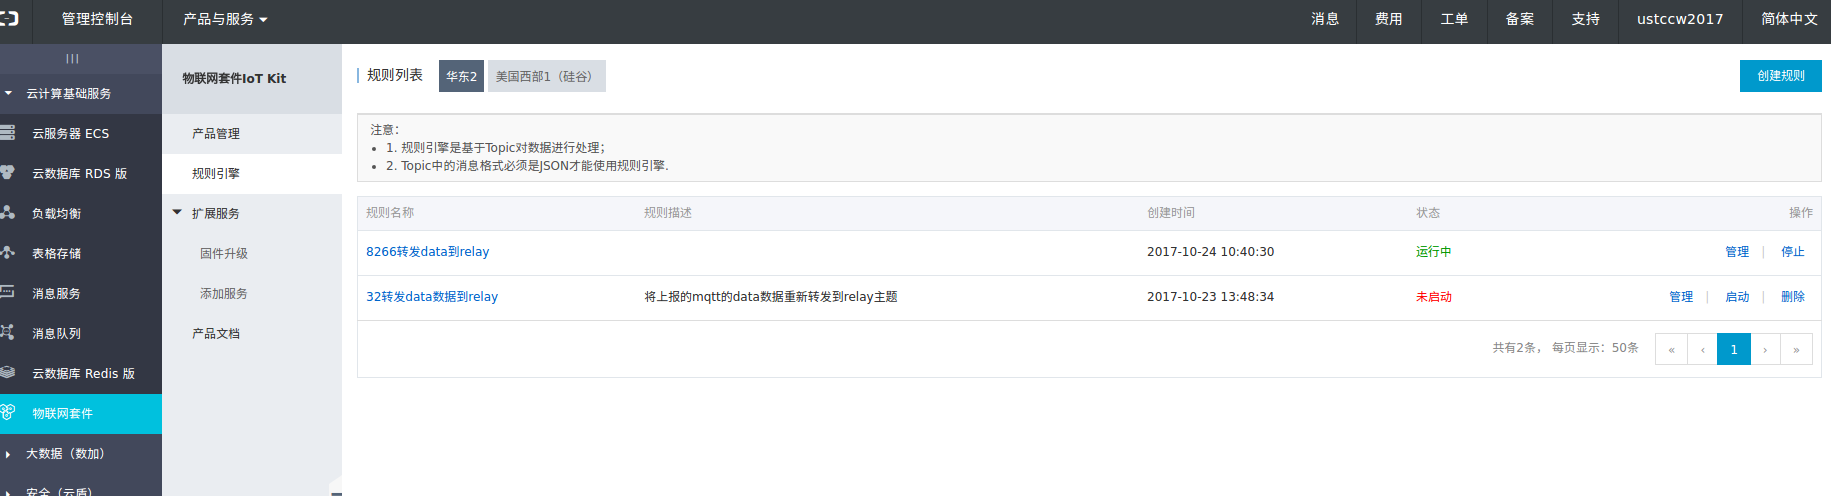 管理控制台 产品与服务 消息 费用 工单 备案 支持 ustccw2017 简体中文
云计算基础服务
云服务器 ECS
云数据库 RDS 版
负载均衡
表格存储
消息服务
消息队列
云数据库 Redis 版
物联网套件
大数据（数加）
安全（云盾）
物联网套件IoT Kit
产品管理
规则引擎
扩展服务
固件升级
添加服务
产品文档
规则列表 华东2 美国西部1（硅谷） 创建规则
注意：
• 1. 规则引擎是基于Topic对数据进行处理；
• 2. Topic中的消息格式必须是JSON才能使用规则引擎.
规则名称 规则描述 创建时间 状态 操作
8266转发data到relay 2017-10-24 10:40:30 运行中 管理 | 停止
32转发data数据到relay 将上报的mqtt的data数据重新转发到relay主题 2017-10-23 13:48:34 未启动 管理 | 启动 | 删除
共有2条， 每页显示：50条 « ‹ 1 › »